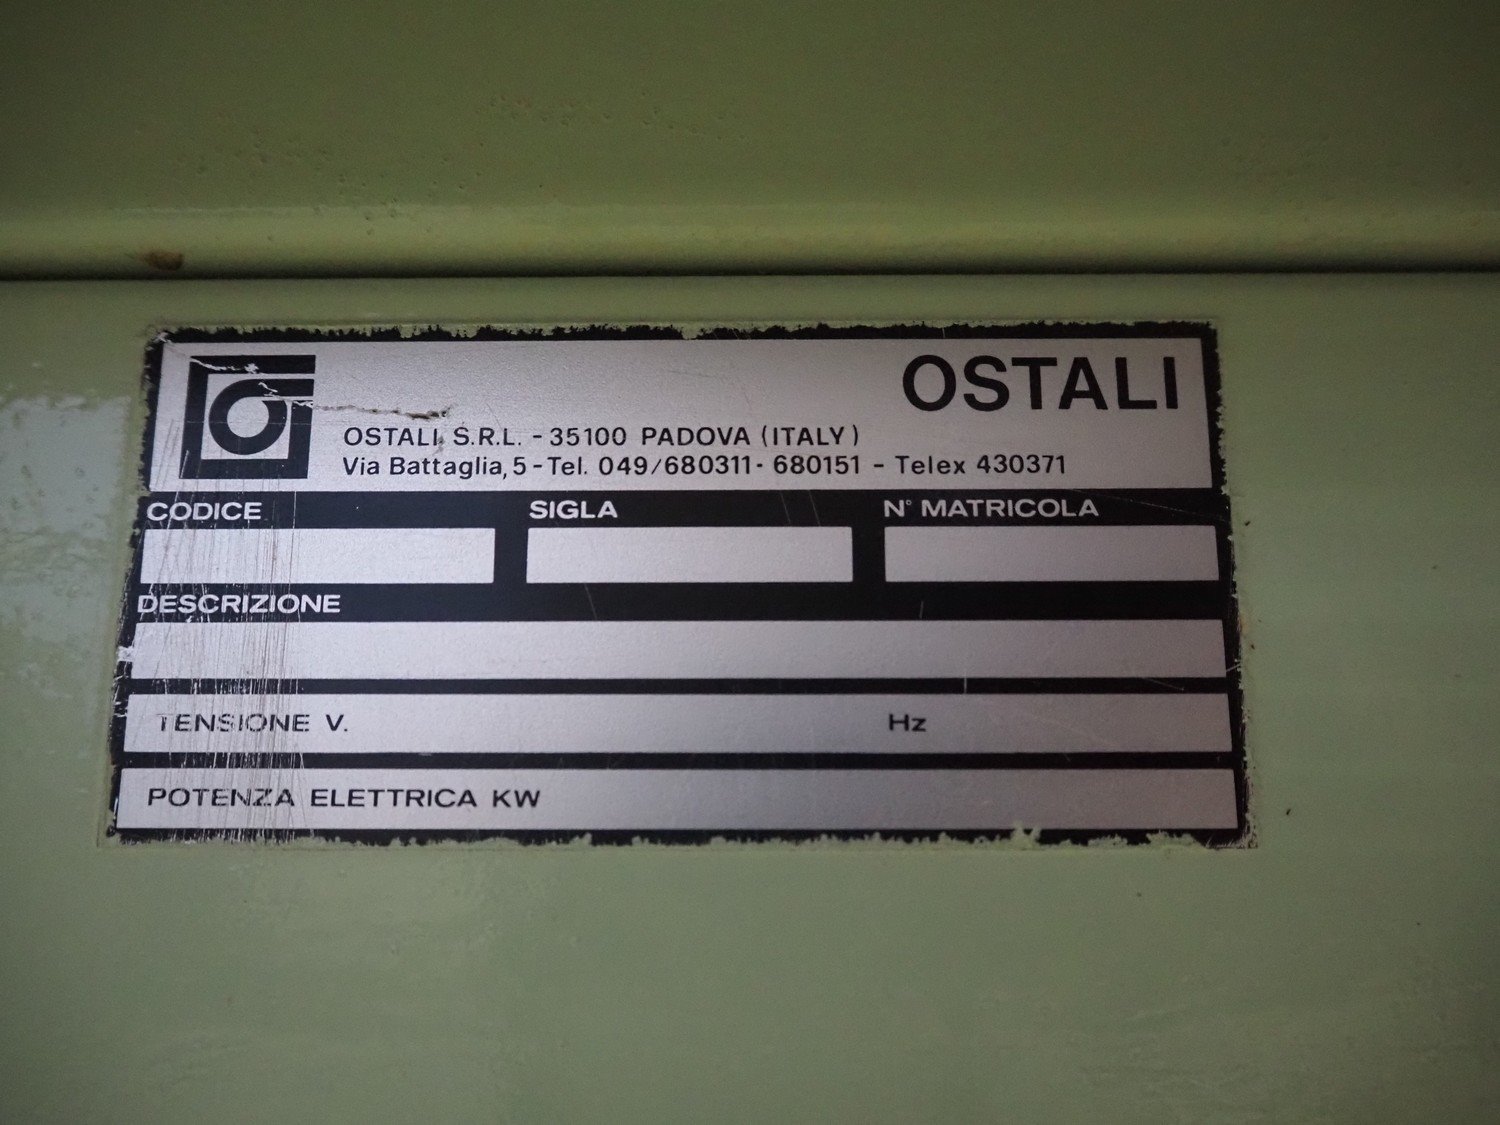 OSTALI
OSTALI S.R.L. - 35100 PADOVA (ITALY)
Via Battaglia, 5 - Tel. 049/680311 - 680151 - Telex 430371
CODICE SIGLA N° MATRICOLA
DESCRIZIONE
TENSIONE V. Hz
POTENZA ELETTRICA KW